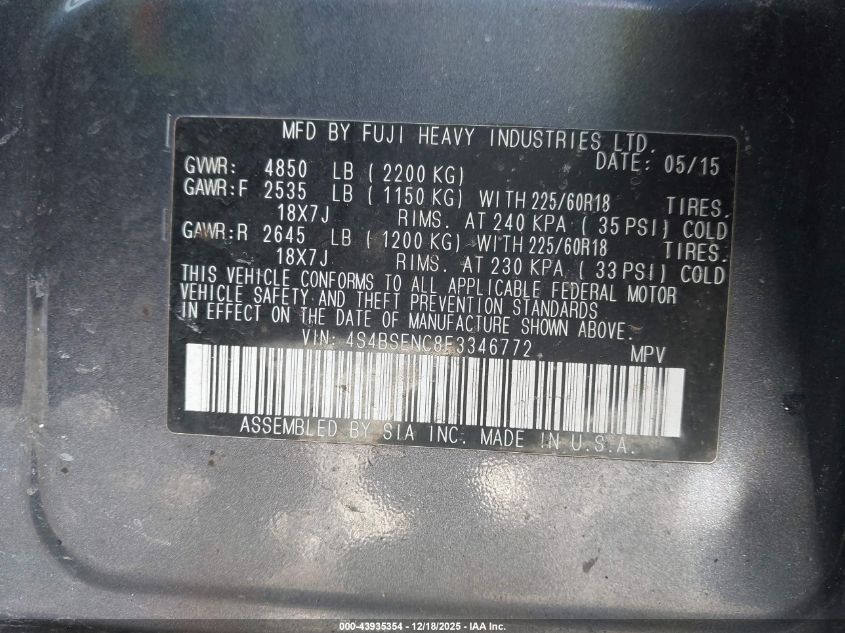 MFD BY FUJI HEAVY INDUSTRIES LTD.
DATE: 05/15
GVWR: 4850 LB ( 2200 KG)
GAWR:F 2535 LB ( 1150 KG) WITH 225/60R18 TIRES.
18X7J RIMS. AT 240 KPA ( 35 PSI) COLD
GAWR:R 2645 LB ( 1200 KG) WITH 225/60R18 TIRES.
18X7J RIMS. AT 230 KPA ( 33 PSI) COLD
THIS VEHICLE CONFORMS TO ALL APPLICABLE FEDERAL MOTOR
VEHICLE SAFETY AND THEFT PREVENTION STANDARDS
IN EFFECT ON THE DATE OF MANUFACTURE SHOWN ABOVE.
VIN: 4S4BSENC8F3346772 MPV
ASSEMBLED BY SIA INC. MADE IN U.S.A.
000-43935354 - 12/18/2025 - IAA Inc.